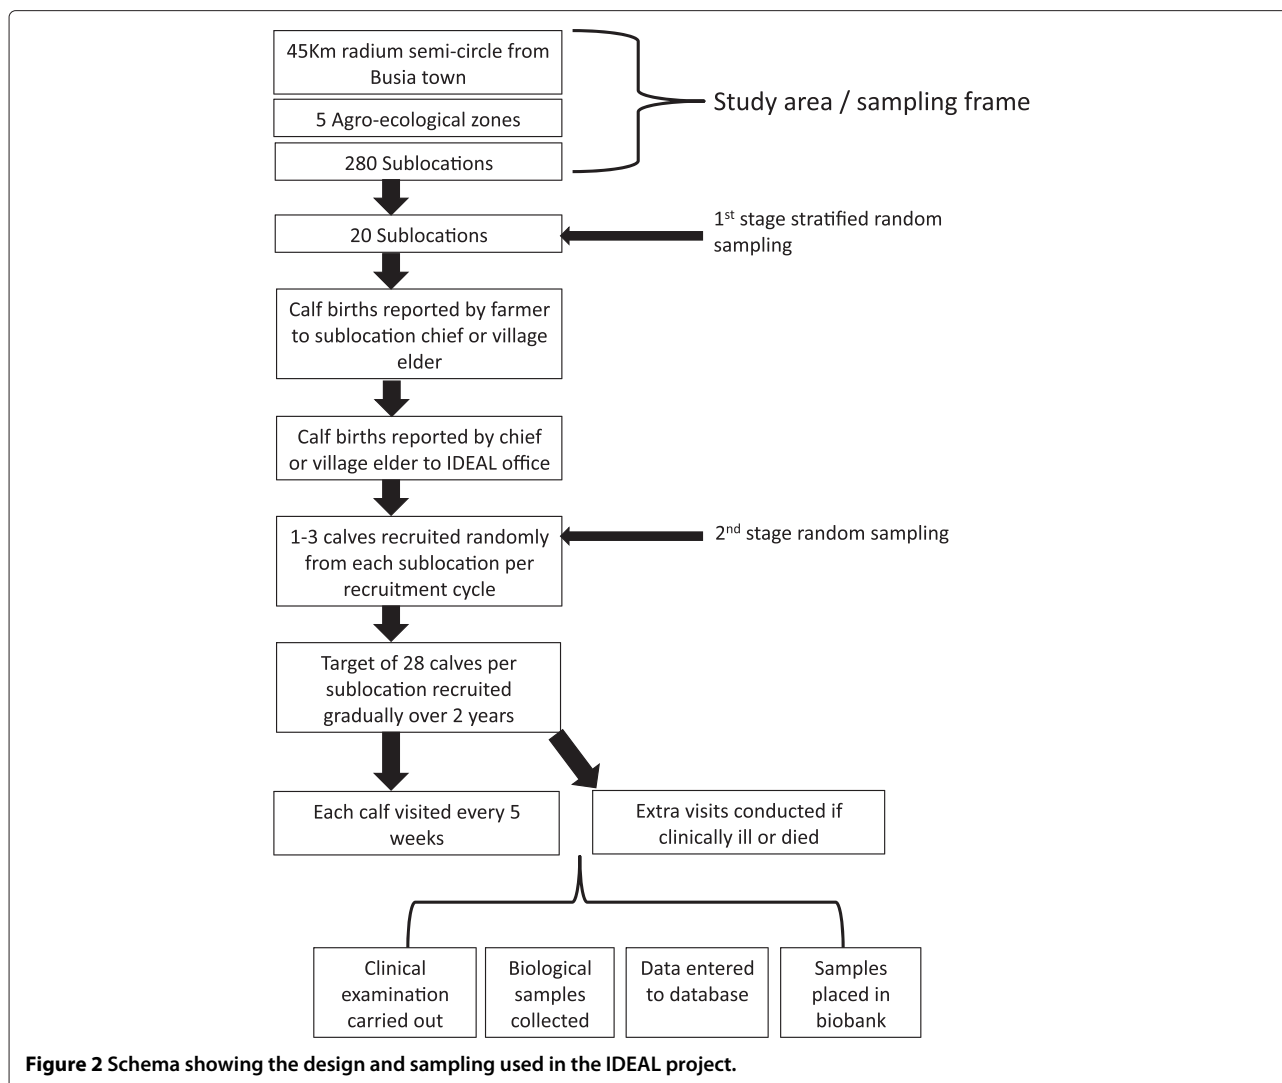 45Km radium semi-circle from
Busia town
5 Agro-ecological zones
280 Sublocations
Study area / sampling frame
20 Sublocations
1st stage stratified random
sampling
Calf births reported by farmer
to sublocation chief or village
elder
Calf births reported by chief
or village elder to IDEAL office
1-3 calves recruited randomly
from each sublocation per
recruitment cycle
2nd stage random sampling
Target of 28 calves per
sublocation recruited
gradually over 2 years
Each calf visited every 5
weeks
Extra visits conducted if
clinically ill or died
Clinical
examination
carried out
Biological
samples
collected
Data entered
to database
Samples
placed in
biobank
Figure 2 Schema showing the design and sampling used in the IDEAL project.